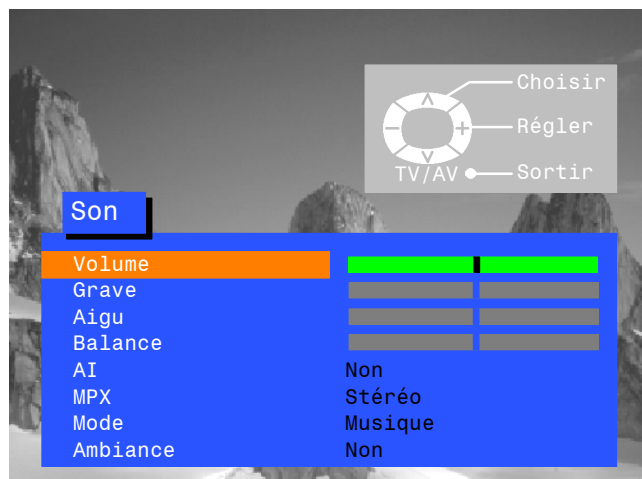 Choisir
Régler
TV/AV Sortir
Son
Volume
Grave
Aigu
Balance
AI Non
MPX Stéréo
Mode Musique
Ambiance Non